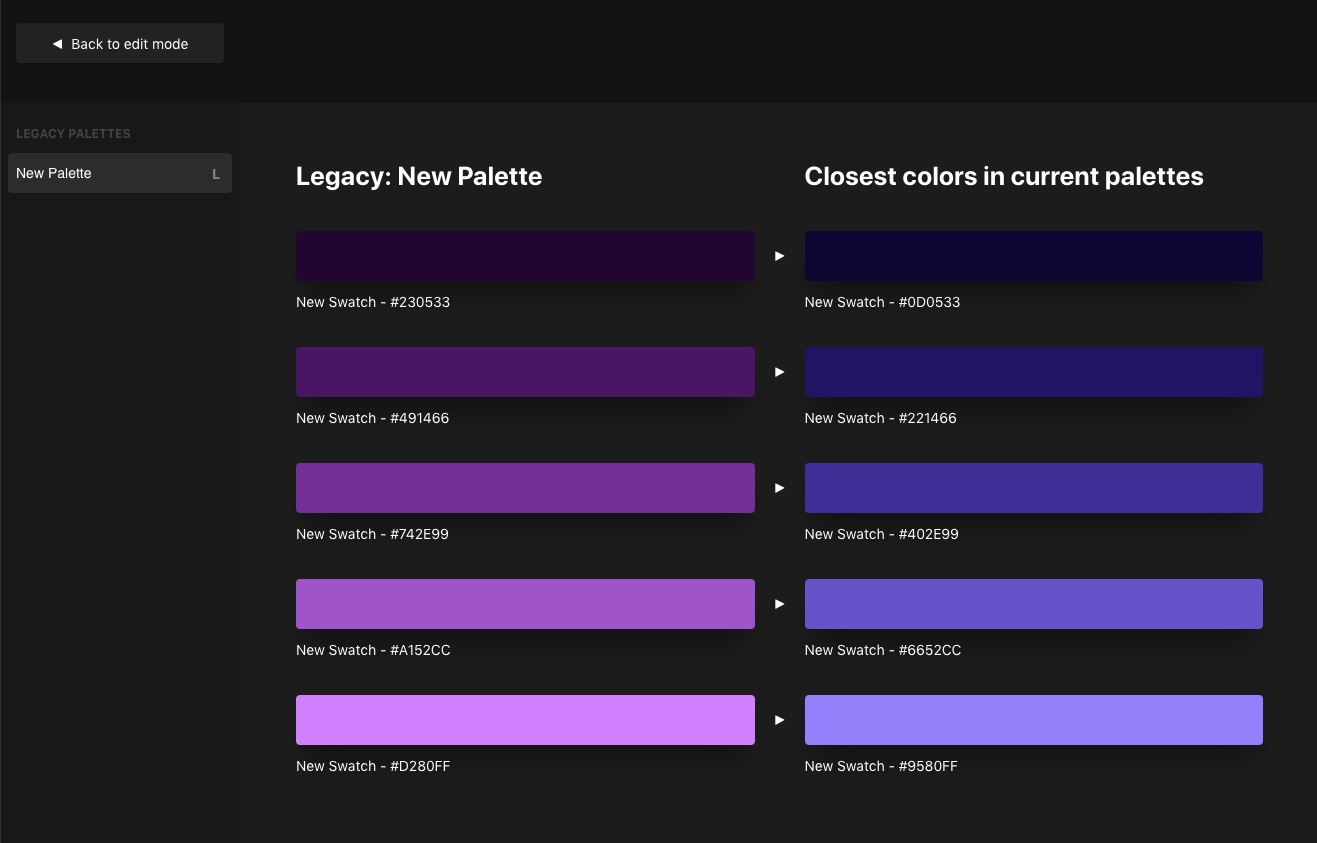 ◀ Back to edit mode
LEGACY PALETTES
New Palette L
Legacy: New Palette
Closest colors in current palettes
New Swatch - #230533
▶
New Swatch - #0D0533
New Swatch - #491466
▶
New Swatch - #221466
New Swatch - #742E99
▶
New Swatch - #402E99
New Swatch - #A152CC
▶
New Swatch - #6652CC
New Swatch - #D280FF
▶
New Swatch - #9580FF